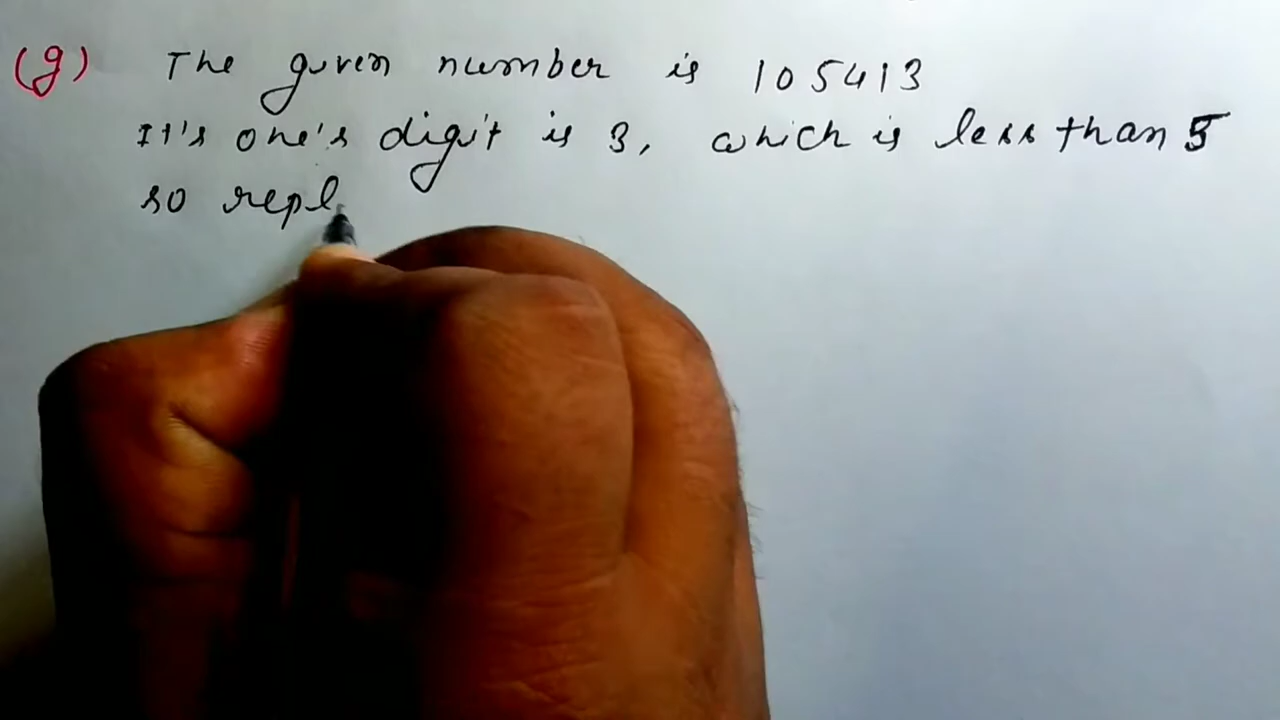 (g) The given number is 105413
It's one's digit is 3, which is less than 5
so repl